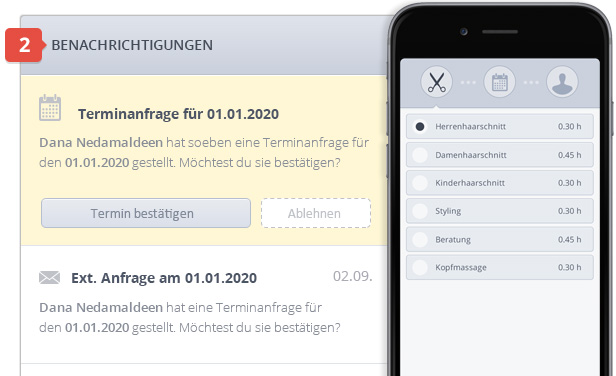 2
BENACHRICHTIGUNGEN
Terminanfrage für 01.01.2020
Dana Nedamaldeen hat soeben eine Terminanfrage für
den 01.01.2020 gestellt. Möchtest du sie bestätigen?
Termin bestätigen
Ablehnen
Ext. Anfrage am 01.01.2020
02.09.
Dana Nedamaldeen hat eine Terminanfrage für
den 01.01.2020 gestellt. Möchtest du sie bestätigen?
Herrenhaarschnitt 0.30 h
Damenhaarschnitt 0.45 h
Kinderhaarschnitt 0.30 h
Styling 0.30 h
Beratung 0.45 h
Kopfmassage 0.30 h